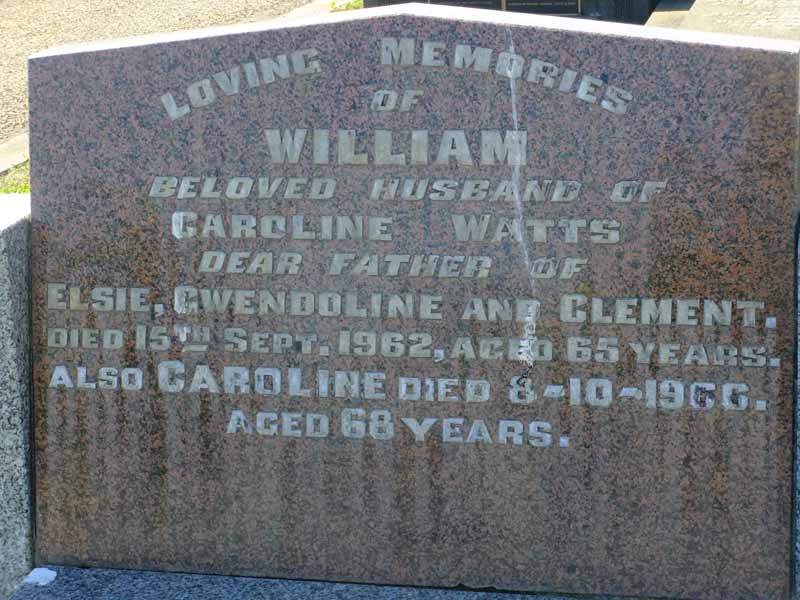 LOVING MEMORIES
OF
WILLIAM
BELOVED HUSBAND OF
CAROLINE WATTS
DEAR FATHER OF
ELSIE, GWENDOLINE AND CLEMENT.
DIED 15TH SEPT. 1962, AGED 65 YEARS.
ALSO CAROLINE DIED 8-10-1966.
AGED 68 YEARS.